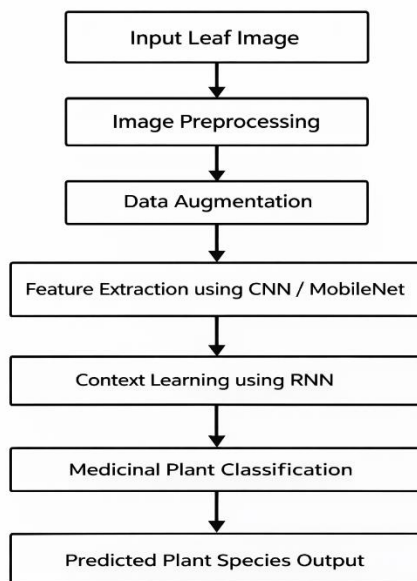 Input Leaf Image
Image Preprocessing
Data Augmentation
Feature Extraction using CNN / MobileNet
Context Learning using RNN
Medicinal Plant Classification
Predicted Plant Species Output